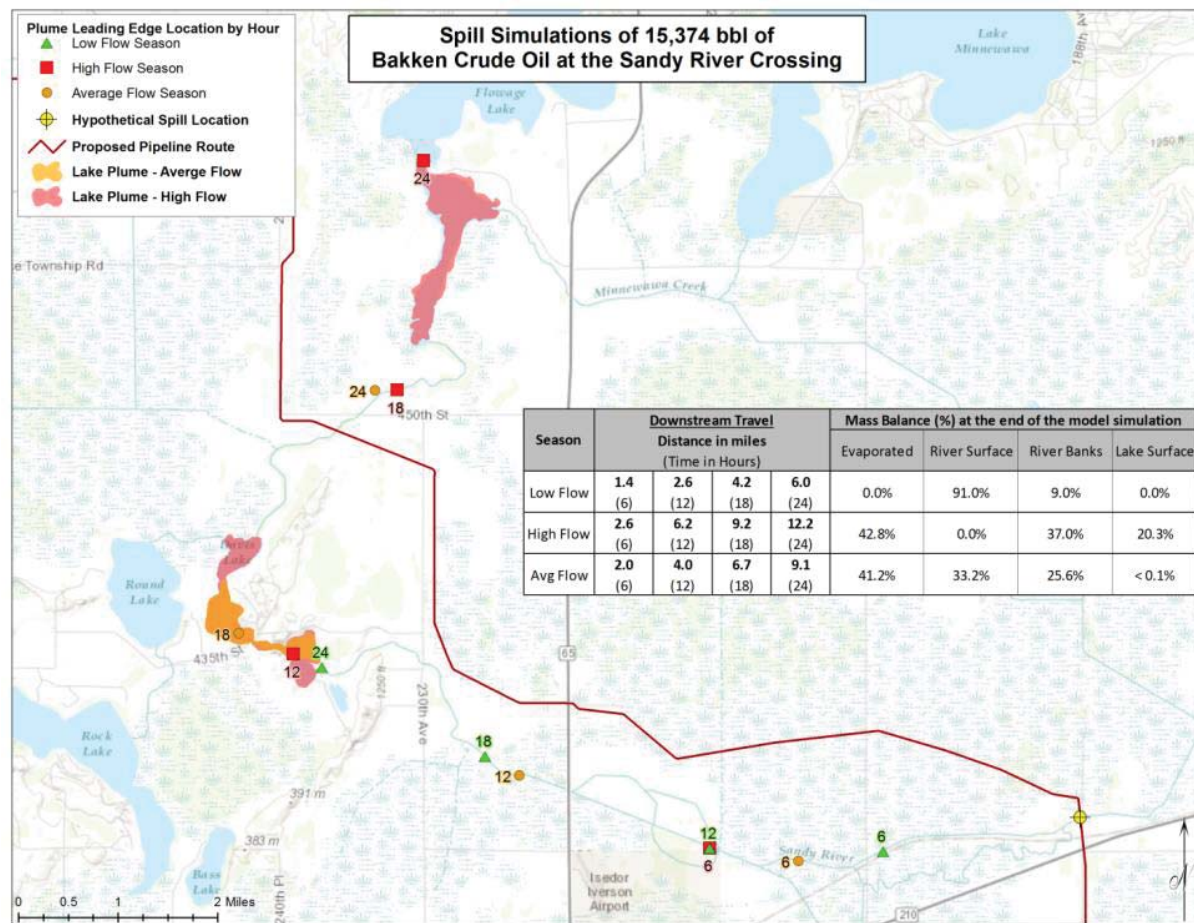 Plume Leading Edge Location by Hour
Low Flow Season
High Flow Season
Average Flow Season
Hypothetical Spill Location
Proposed Pipeline Route
Lake Plume - Averge Flow
Lake Plume - High Flow
Spill Simulations of 15,374 bbl of
Bakken Crude Oil at the Sandy River Crossing
Lake
Minnewawa
188th Av
1250 ft
Flowage
Lake
24
e Township Rd
Minnewawa Creek
24
18
450th St
Season
Downstream Travel
Distance in miles
(Time in Hours)
Mass Balance (%) at the end of the model simulation
Evaporated River Surface River Banks Lake Surface
Low Flow 1.4 2.6 4.2 6.0 0.0% 91.0% 9.0% 0.0%
(6) (12) (18) (24)
High Flow 2.6 6.2 9.2 12.2 42.8% 0.0% 37.0% 20.3%
(6) (12) (18) (24)
Avg Flow 2.0 4.0 6.7 9.1 41.2% 33.2% 25.6% < 0.1%
(6) (12) (18) (24)
Davis
Lake
Round
Lake
18
435th St
12
24
1250 ft
65
230th Ave
Rock
Lake
18
12
391 m
383 m
12
6
6
Sandy River
6
Bass
Lake
240th Pl
Isedor
Iverson
Airport
210
N
0 0.5 1 2 Miles